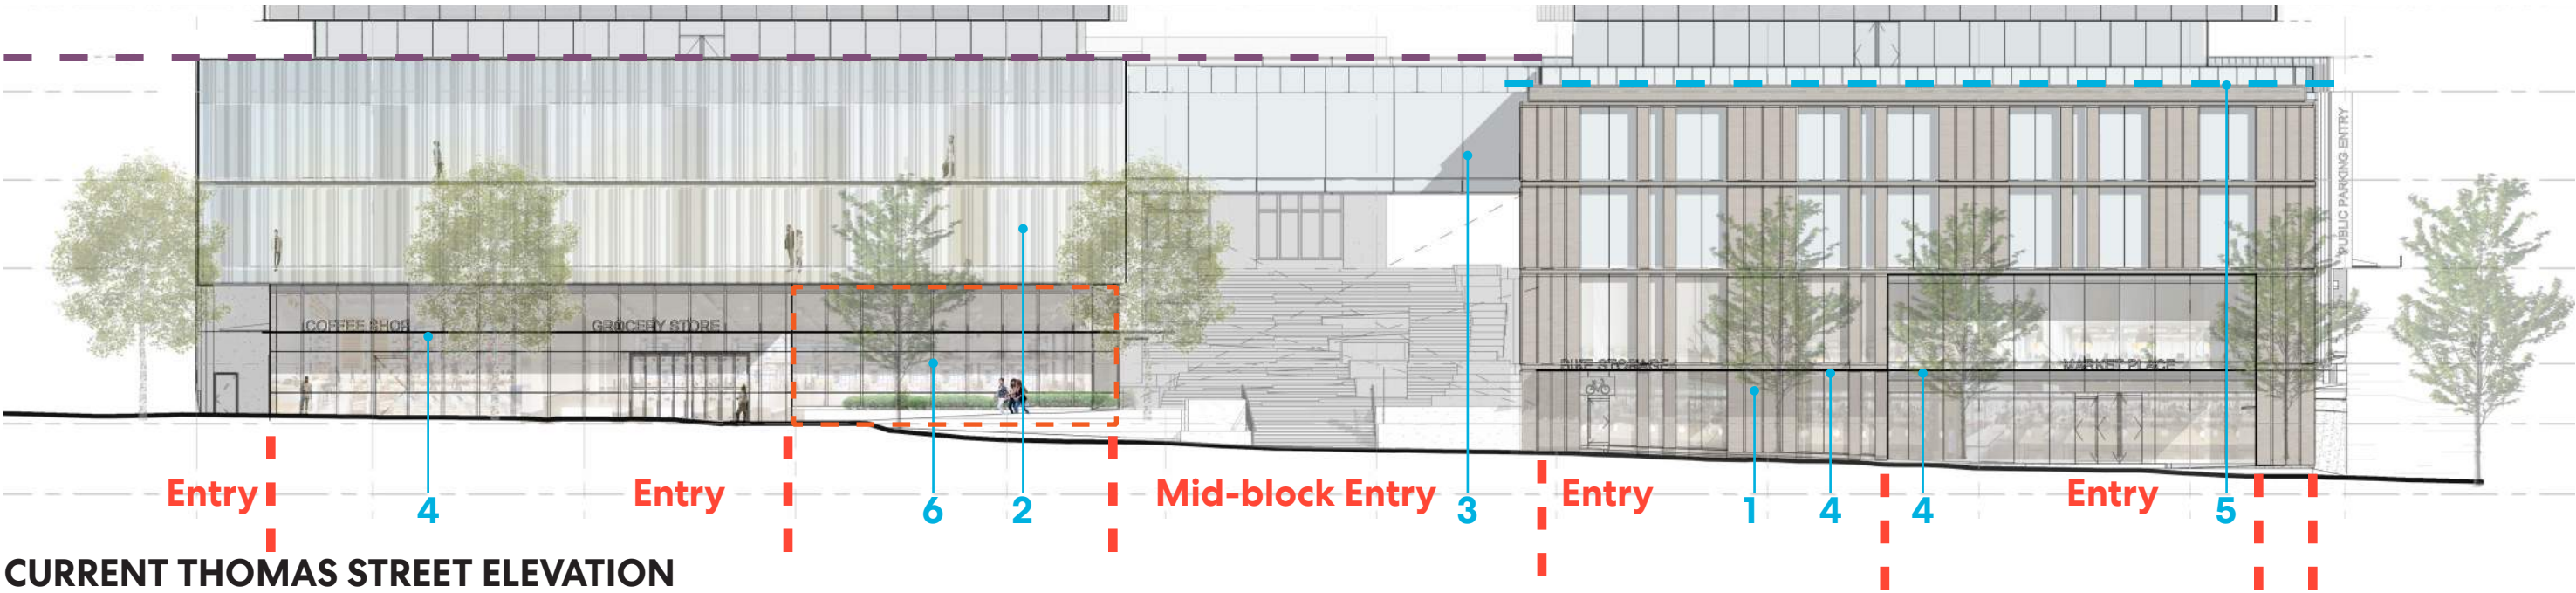 PUBLIC PARKING ENTRY
COFFEE SHOP
GROCERY STORE
BIKE STORAGE
MARKET PLACE
Entry
4
Entry
6
2
Mid-block Entry
3
Entry
1
4
4
Entry
5
CURRENT THOMAS STREET ELEVATION